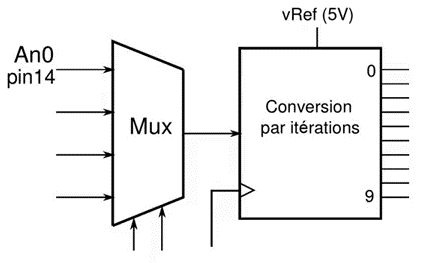 vRef (5V)
An0
pin14
Mux
0
Conversion
par itérations
9